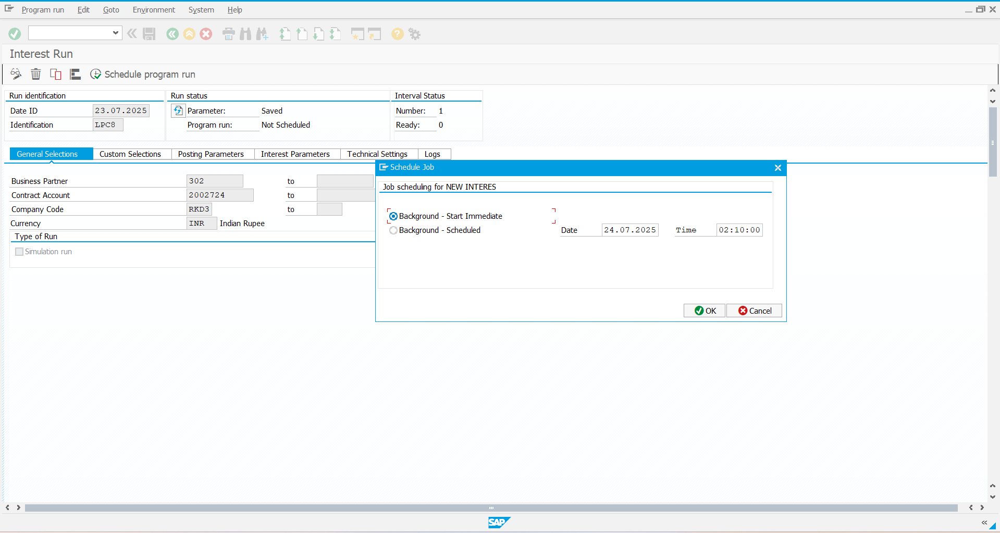 Program run Edit Goto Environment System Help
Interest Run
Schedule program run
Run identification Run status Interval Status
Date ID 23.07.2025 Parameter: Saved Number: 1
Identification LPC8 Program run: Not Scheduled Ready: 0
General Selections Custom Selections Posting Parameters Interest Parameters Technical Settings Logs
Business Partner 302 to
Contract Account 2002724 to
Company Code RKD3 to
Currency INR Indian Rupee
Type of Run
Simulation run
Schedule Job
Job scheduling for NEW INTERES
Background - Start Immediate
Background - Scheduled Date 24.07.2025 Time 02:10:00
OK Cancel
SAP